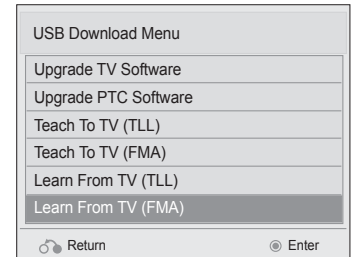 USB Download Menu
Upgrade TV Software
Upgrade PTC Software
Teach To TV (TLL)
Teach To TV (FMA)
Learn From TV (TLL)
Learn From TV (FMA)
Return Enter